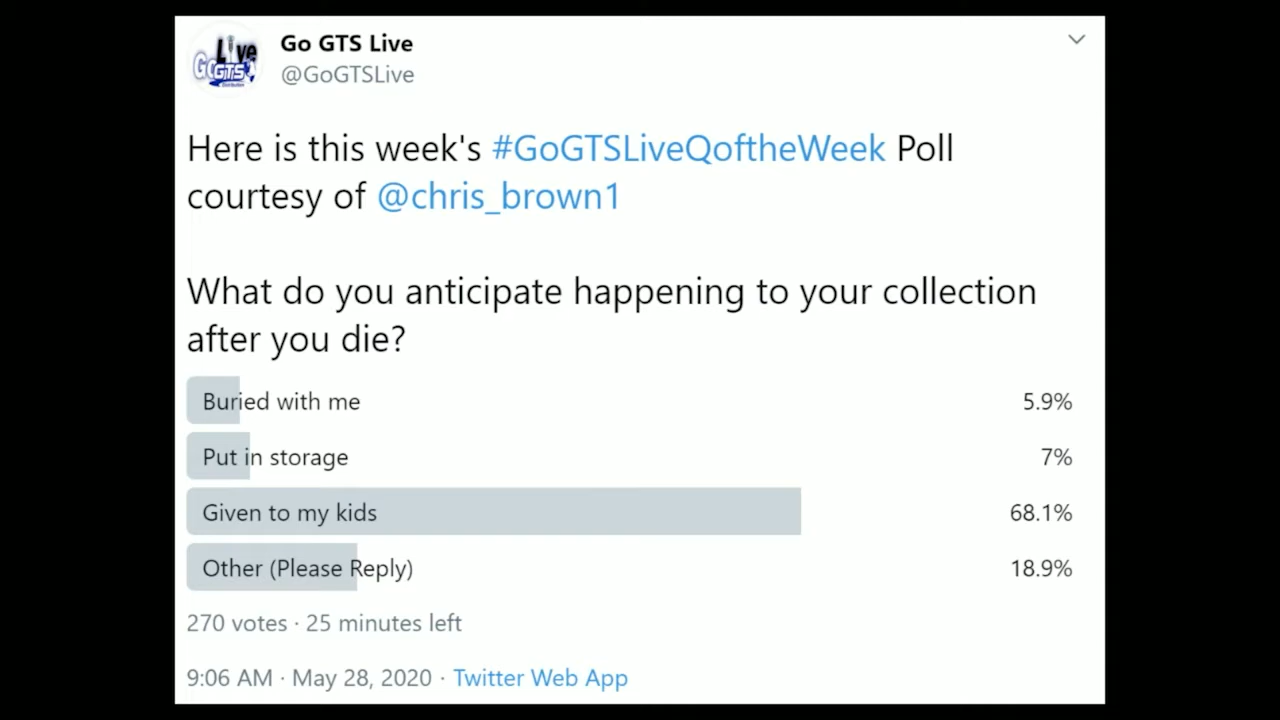 Live
GoGTS
Go GTS Live
@GoGTSLive
Here is this week's #GoGTSLiveQoftheWeek Poll
courtesy of @chris_brown1
What do you anticipate happening to your collection
after you die?
Buried with me 5.9%
Put in storage 7%
Given to my kids 68.1%
Other (Please Reply) 18.9%
270 votes · 25 minutes left
9:06 AM · May 28, 2020 · Twitter Web App